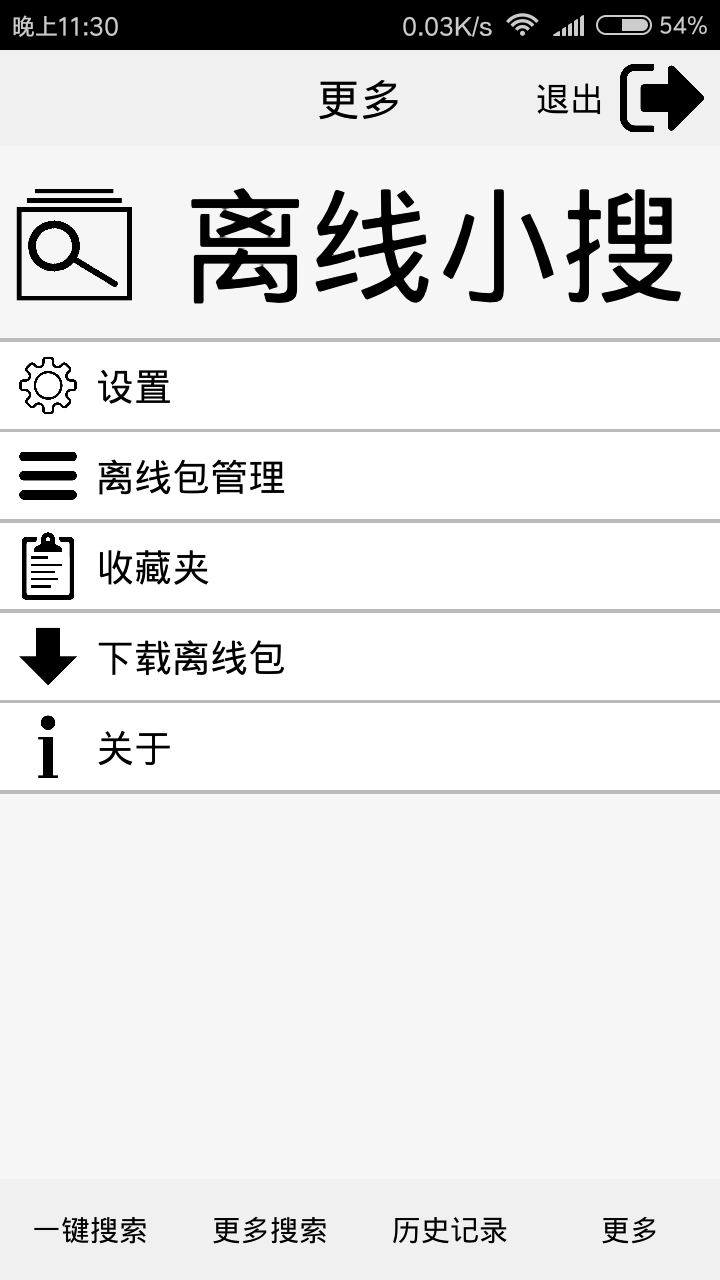 晚上11:30 0.03K/s 54%
更多 退出
离线小搜
设置
离线包管理
收藏夹
下载离线包
关于
一键搜索 更多搜索 历史记录 更多